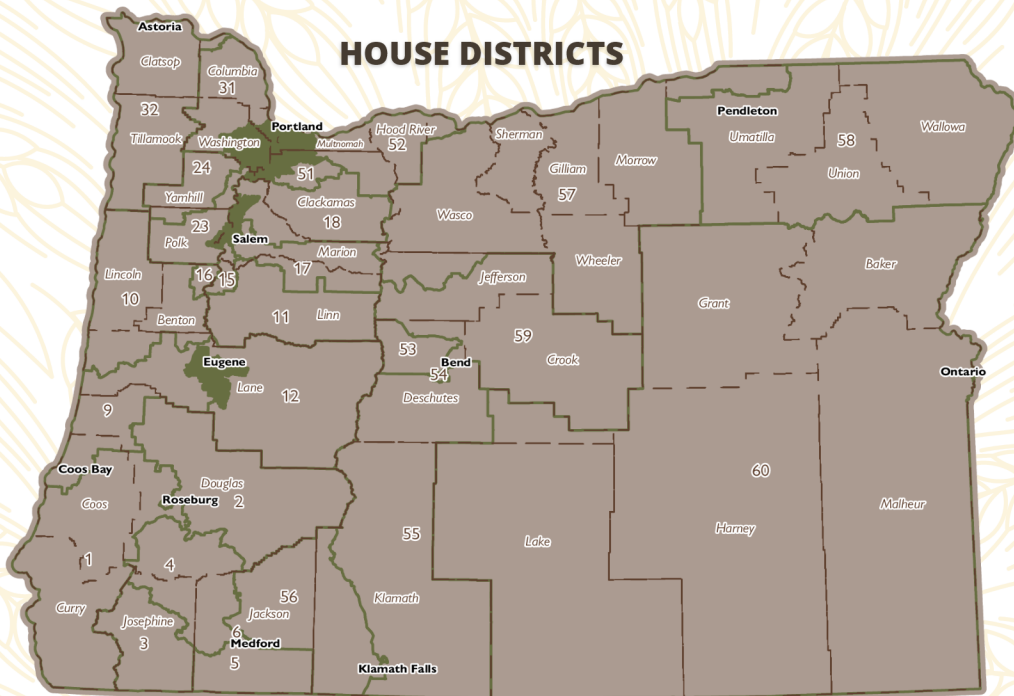 HOUSE DISTRICTS
Astoria
Clatsop
Columbia
31
32
Tillamook
Washington
Portland
Multnomah
Hood River
52
Sherman
Gilliam
57
Morrow
Pendleton
Umatilla
58
Union
Wallowa
24
Yamhill
51
Clackamas
18
Wasco
23
Polk
Salem
Marion
17
Lincoln
10
16
15
Benton
11
Linn
Jefferson
Wheeler
Grant
Baker
59
Crook
53
Bend
54
Deschutes
Eugene
Lane
12
Ontario
9
Coos Bay
Coos
Douglas
Roseburg
2
60
Harney
Malheur
1
4
55
Lake
Curry
Josephine
3
56
Jackson
6
Medford
5
Klamath
Klamath Falls